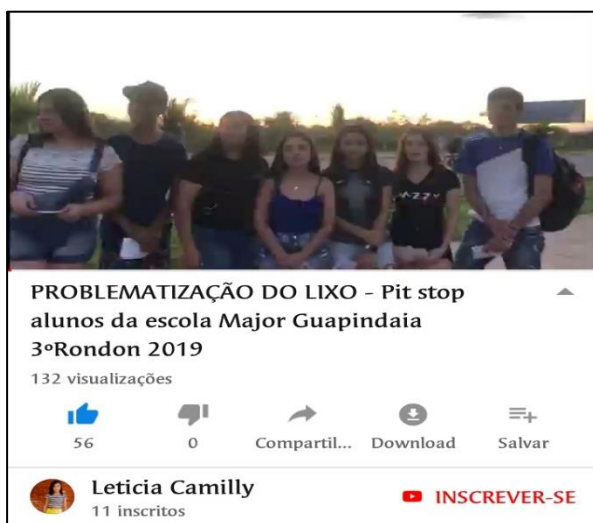 JAZZY
PROBLEMATIZAÇÃO DO LIXO - Pit stop
alunos da escola Major Guapindaia
3ºRondon 2019
132 visualizações
56
0
Compartil...
Download
Salvar
Leticia Camilly
11 inscritos
INSCREVER-SE